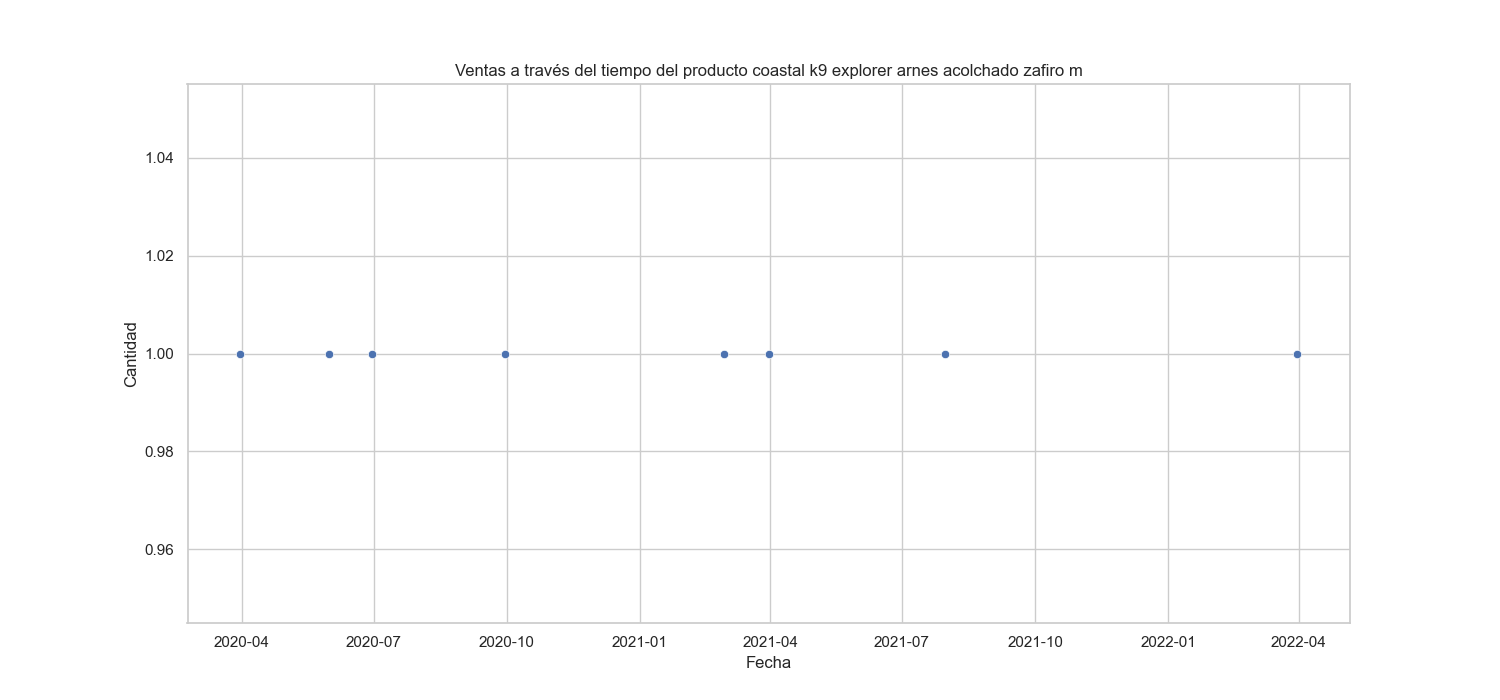 Ventas a través del tiempo del producto coastal k9 explorer arnes acolchado zafiro m
1.04
1.02
1.00
0.98
0.96
Cantidad
2020-04 2020-07 2020-10 2021-01 2021-04 2021-07 2021-10 2022-01 2022-04
Fecha